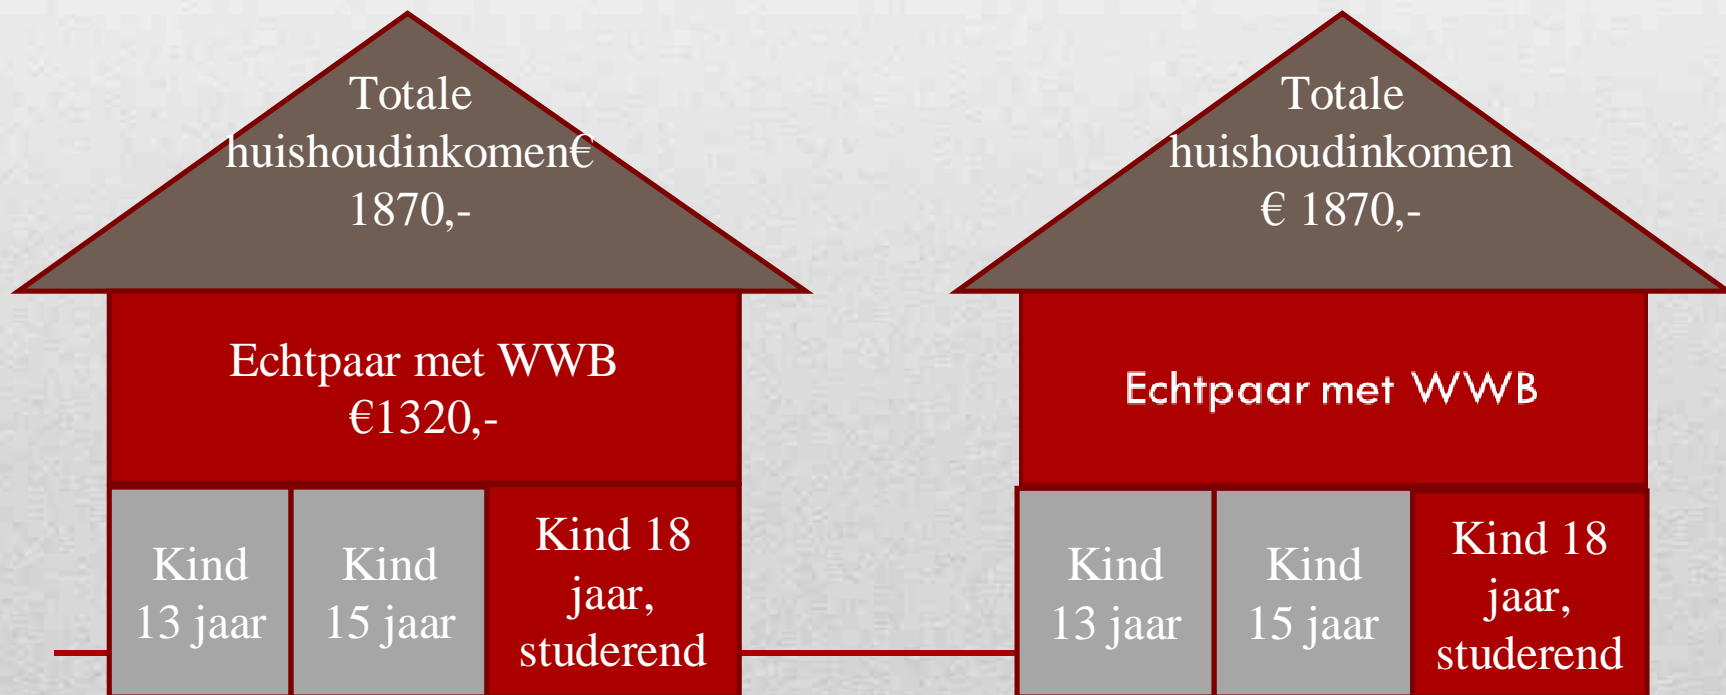 Totale
huishoudinkomen€
1870,-
Echtpaar met WWB
€1320,-
Kind
13 jaar
Kind
15 jaar
Kind 18
jaar,
studerend
Totale
huishoudinkomen
€ 1870,-
Echtpaar met WWB
Kind
13 jaar
Kind
15 jaar
Kind 18
jaar,
studerend